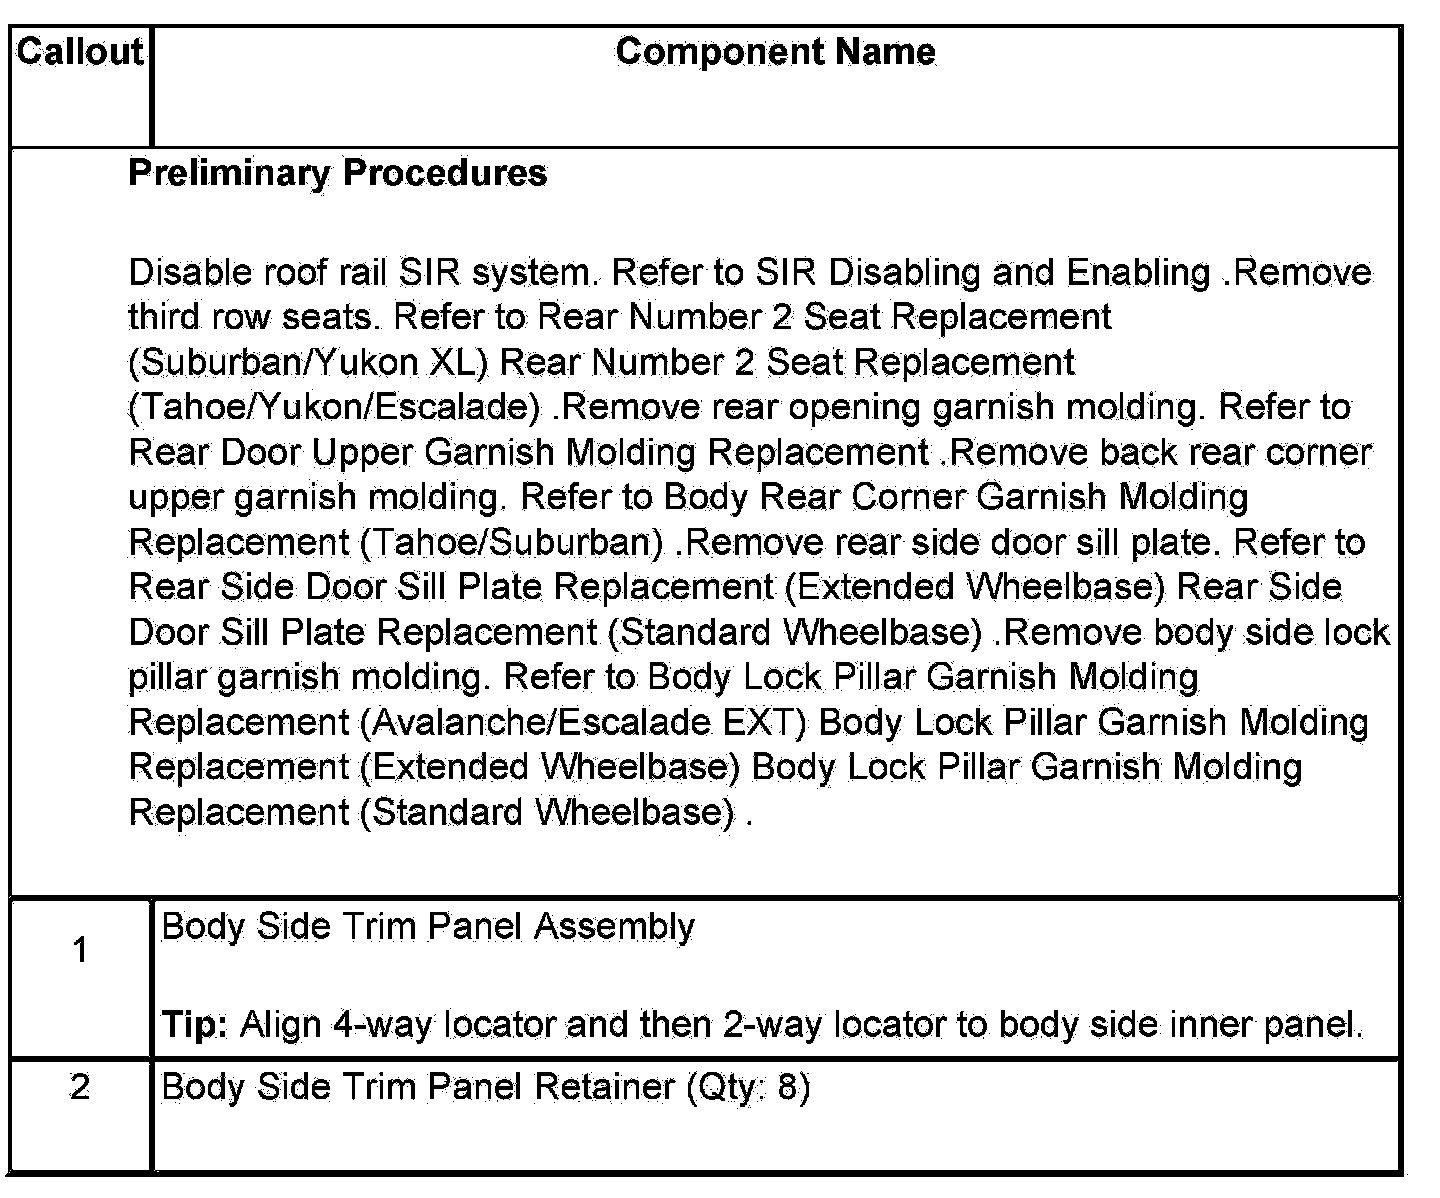 Callout Component Name
Preliminary Procedures
Disable roof rail SIR system. Refer to SIR Disabling and Enabling .Remove
third row seats. Refer to Rear Number 2 Seat Replacement
(Suburban/Yukon XL) Rear Number 2 Seat Replacement
(Tahoe/Yukon/Escalade) .Remove rear opening garnish molding. Refer to
Rear Door Upper Garnish Molding Replacement .Remove back rear corner
upper garnish molding. Refer to Body Rear Corner Garnish Molding
Replacement (Tahoe/Suburban) .Remove rear side door sill plate. Refer to
Rear Side Door Sill Plate Replacement (Extended Wheelbase) Rear Side
Door Sill Plate Replacement (Standard Wheelbase) .Remove body side lock
pillar garnish molding. Refer to Body Lock Pillar Garnish Molding
Replacement (Avalanche/Escalade EXT) Body Lock Pillar Garnish Molding
Replacement (Extended Wheelbase) Body Lock Pillar Garnish Molding
Replacement (Standard Wheelbase) .
1 Body Side Trim Panel Assembly
Tip: Align 4-way locator and then 2-way locator to body side inner panel.
2 Body Side Trim Panel Retainer (Qty: 8)